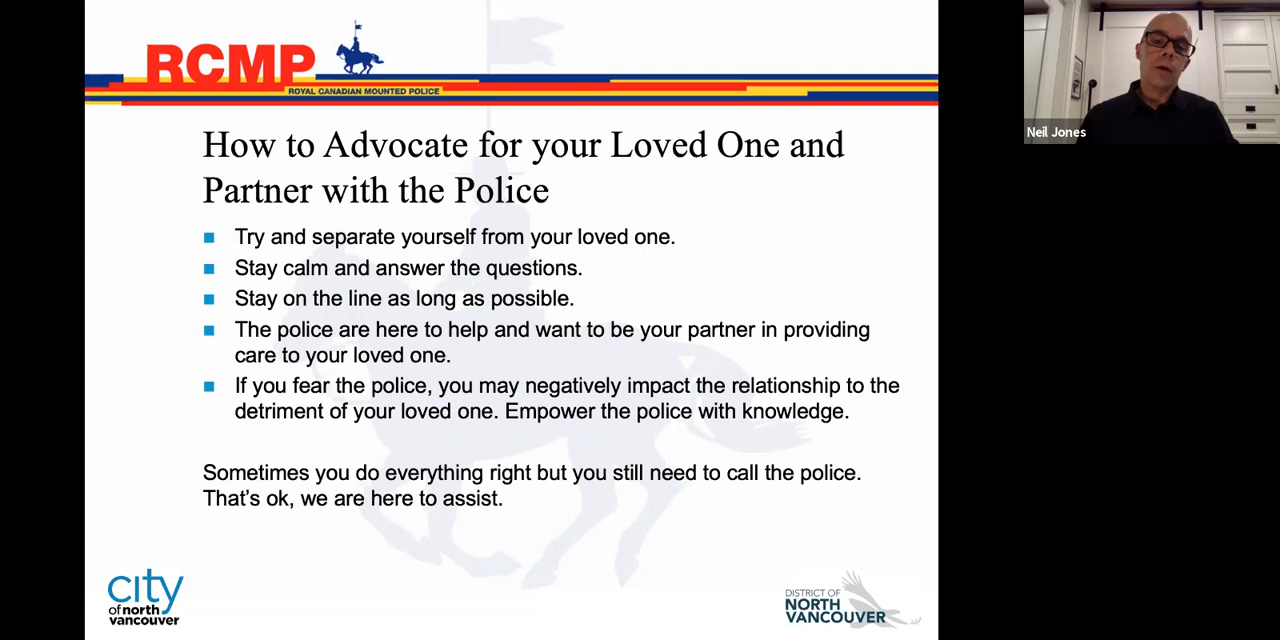 RCMP
ROYAL CANADIAN MOUNTED POLICE
Neil Jones
How to Advocate for your Loved One and
Partner with the Police
Try and separate yourself from your loved one.
Stay calm and answer the questions.
Stay on the line as long as possible.
The police are here to help and want to be your partner in providing
care to your loved one.
If you fear the police, you may negatively impact the relationship to the
detriment of your loved one. Empower the police with knowledge.
Sometimes you do everything right but you still need to call the police.
That's ok, we are here to assist.
city
of north
vancouver
DISTRICT OF
NORTH
VANCOUVER